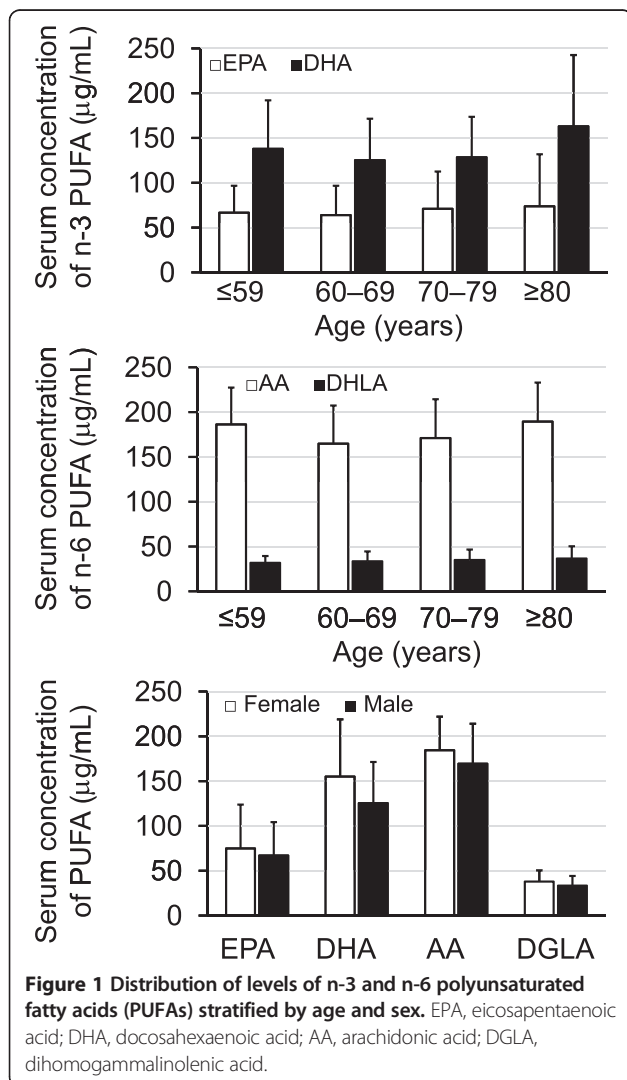 250
200
150
100
50
0
Serum concentration
of n-3 PUFA (μg/mL)
EPA DHA
≤59 60–69 70–79 ≥80
Age (years)
250
200
150
100
50
0
Serum concentration
of n-6 PUFA (μg/mL)
AA DHLA
≤59 60–69 70–79 ≥80
Age (years)
250
200
150
100
50
0
Serum concentration
of PUFA (μg/mL)
Female Male
EPA DHA AA DGLA
Figure 1 Distribution of levels of n-3 and n-6 polyunsaturated
fatty acids (PUFAs) stratified by age and sex. EPA, eicosapentaenoic
acid; DHA, docosahexaenoic acid; AA, arachidonic acid; DGLA,
dihomogammalinolenic acid.